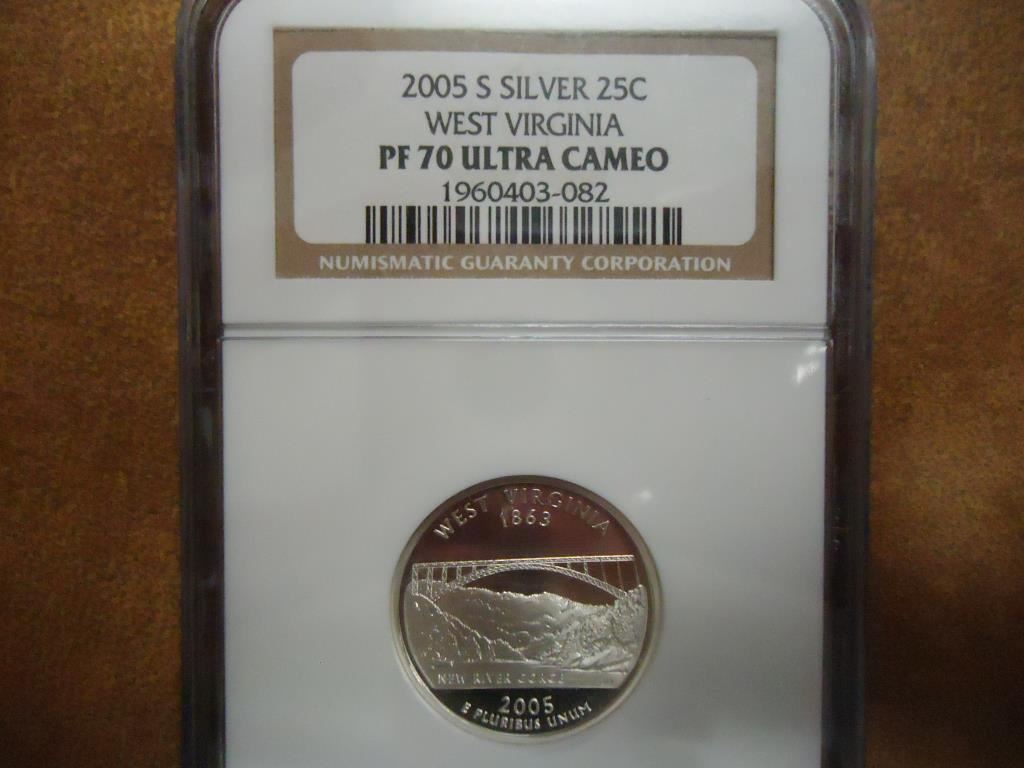 2005 S SILVER 25C
WEST VIRGINIA
PF 70 ULTRA CAMEO
1960403-082
NUMISMATIC GUARANTY CORPORATION
WEST VIRGINIA
1863
NEW RIVER GORGE
2005
E PLURIBUS UNUM